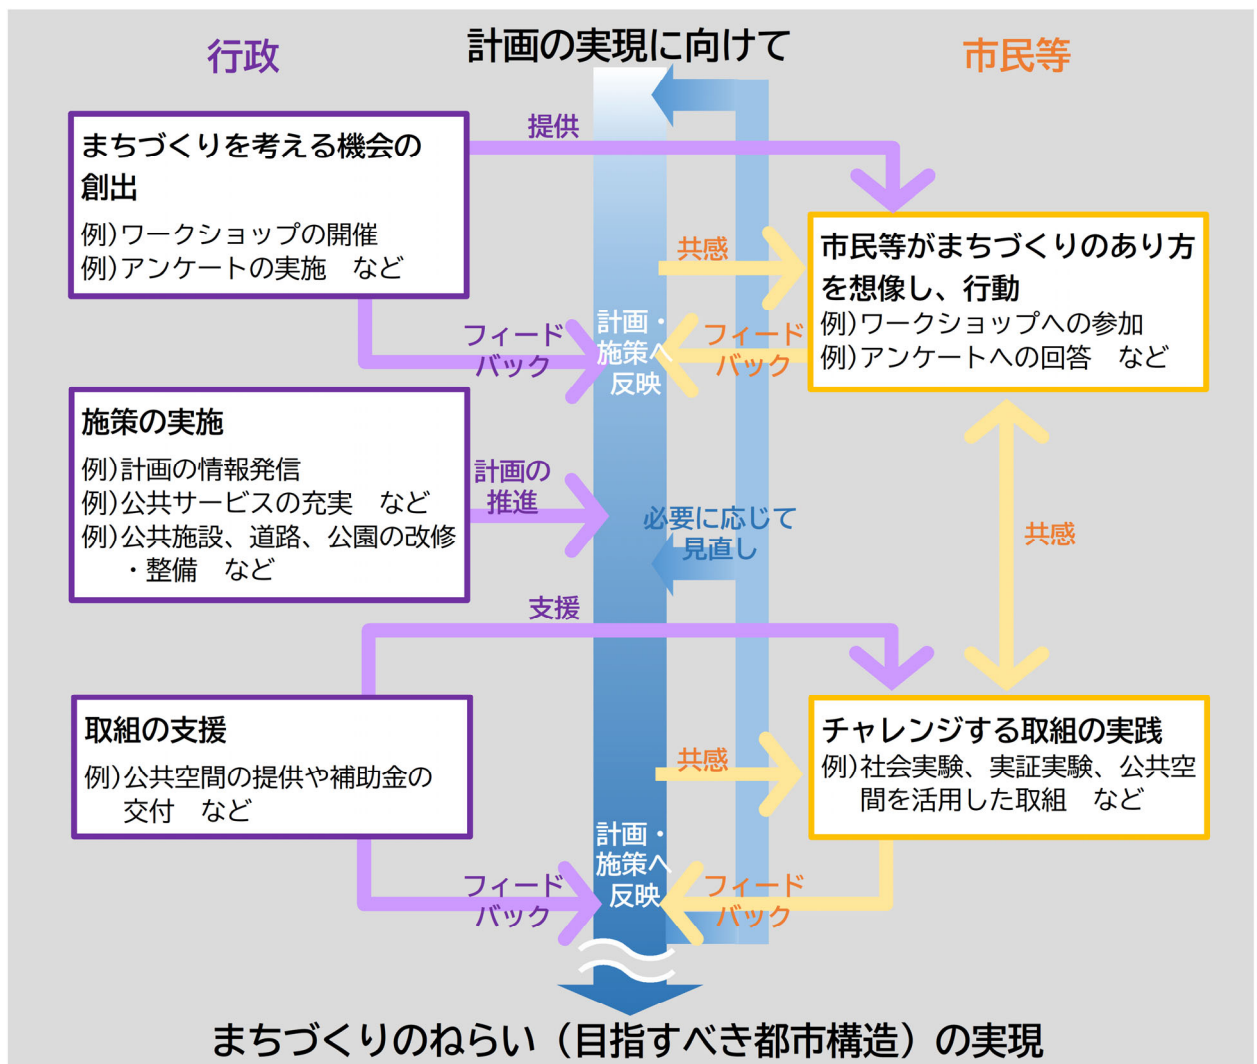 計画の実現に向けて
行政
市民等
まちづくりを考える機会の
創出
例)ワークショップの開催
例)アンケートの実施　など
提供
市民等がまちづくりのあり方
を想像し、行動
例)ワークショップへの参加
例)アンケートへの回答　など
共感
フィード
バック
計画・
施策へ
反映
フィード
バック
施策の実施
例)計画の情報発信
例)公共サービスの充実　など
例)公共施設、道路、公園の改修
・整備　など
計画の
推進
必要に応じて
見直し
共感
支援
取組の支援
例)公共空間の提供や補助金の
交付　など
チャレンジする取組の実践
例)社会実験、実証実験、公共空
間を活用した取組　など
共感
フィード
バック
計画・
施策へ
反映
フィード
バック
まちづくりのねらい（目指すべき都市構造）の実現